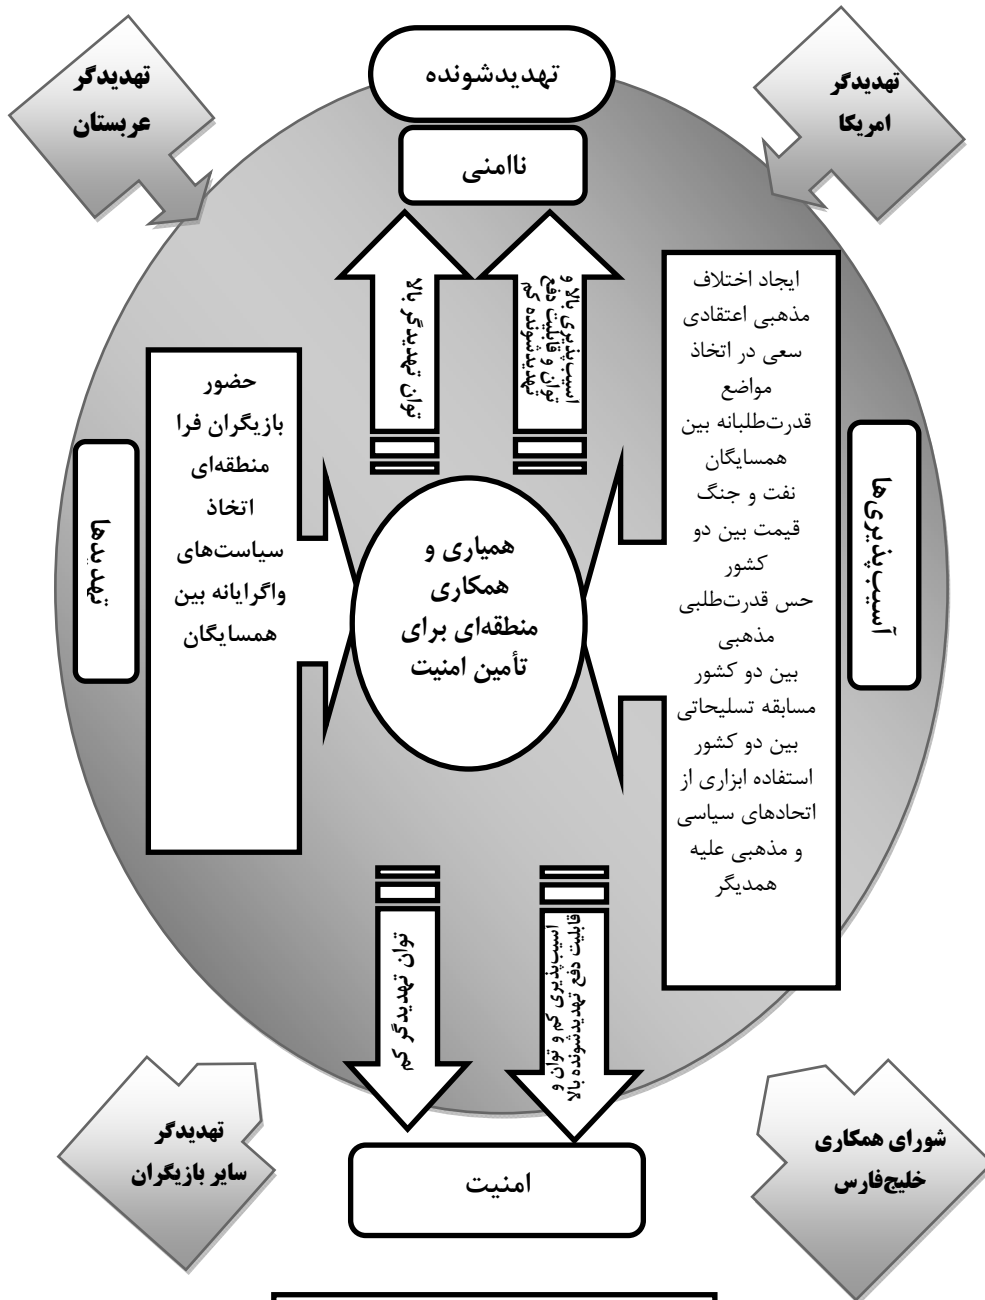 تهدیدشونده
ناامنی
تهدیدگر
امریکا
تهدیدگر
عربستان
آسیب‌پذیری بالا و
توان و قابلیت دفع
تهدیدشونده کم
توان تهدیدگر بالا
آسیب‌پذیری‌ها
ایجاد اختلاف
مذهبی اعتقادی
سعی در اتخاذ
مواضع
قدرت‌طلبانه بین
همسایگان
نفت و جنگ
قیمت بین دو
کشور
حس قدرت‌طلبی
مذهبی
بین دو کشور
مسابقه تسلیحاتی
بین دو کشور
استفاده ابزاری از
اتحادهای سیاسی
و مذهبی علیه
همدیگر
همیاری و
همکاری
منطقه‌ای برای
تأمین امنیت
حضور
بازیگران فرا
منطقه‌ای
اتخاذ
سیاست‌های
واگرایانه بین
همسایگان
تهدیدها
آسیب‌پذیری کم و توان و
قابلیت دفع تهدیدشونده بالا
توان تهدیدگر کم
شورای همکاری
خلیج‌فارس
امنیت
تهدیدگر
سایر بازیگران